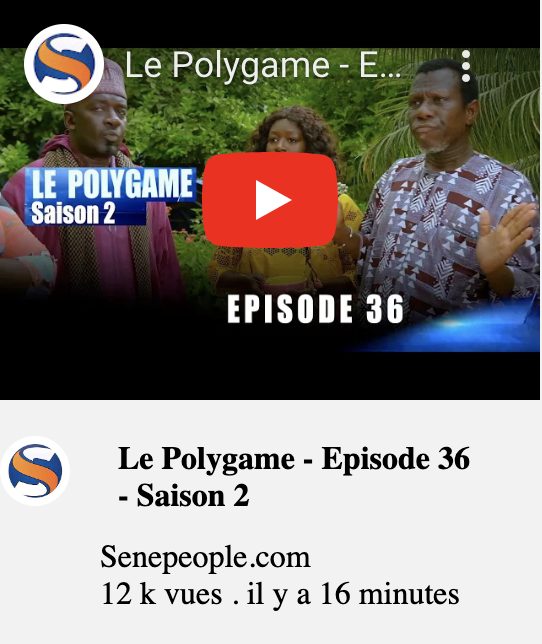 Le Polygame - E...
LE POLYGAME
Saison 2
EPISODE 36
Le Polygame - Episode 36
- Saison 2
Senepeople.com
12 k vues . il y a 16 minutes